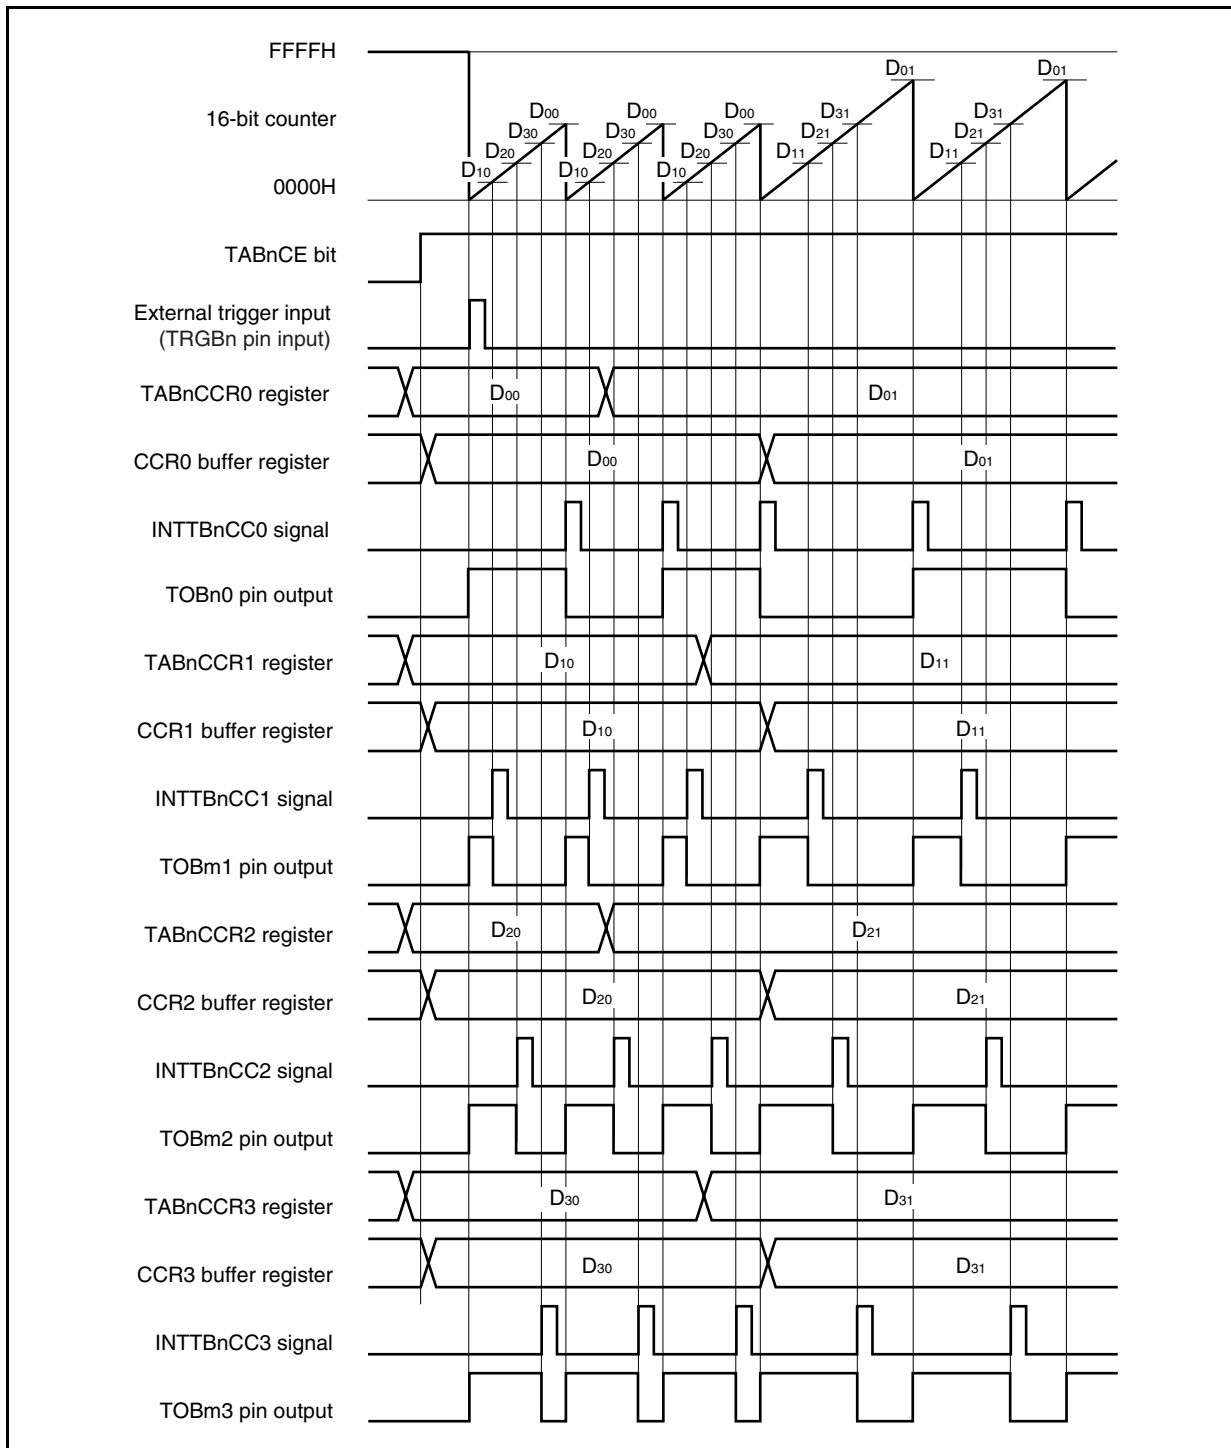 FFFFH
D01 D01
16-bit counter
D00 D00 D00 D31 D31
D30 D30 D30 D21 D21
D20 D20 D20 D11 D11
D10 D10 D10
0000H
TABnCE bit
External trigger input
(TRGBn pin input)
TABnCCR0 register D00 D01
CCR0 buffer register D00 D01
INTTBnCC0 signal
TOBn0 pin output
TABnCCR1 register D10 D11
CCR1 buffer register D10 D11
INTTBnCC1 signal
TOBm1 pin output
TABnCCR2 register D20 D21
CCR2 buffer register D20 D21
INTTBnCC2 signal
TOBm2 pin output
TABnCCR3 register D30 D31
CCR3 buffer register D30 D31
INTTBnCC3 signal
TOBm3 pin output